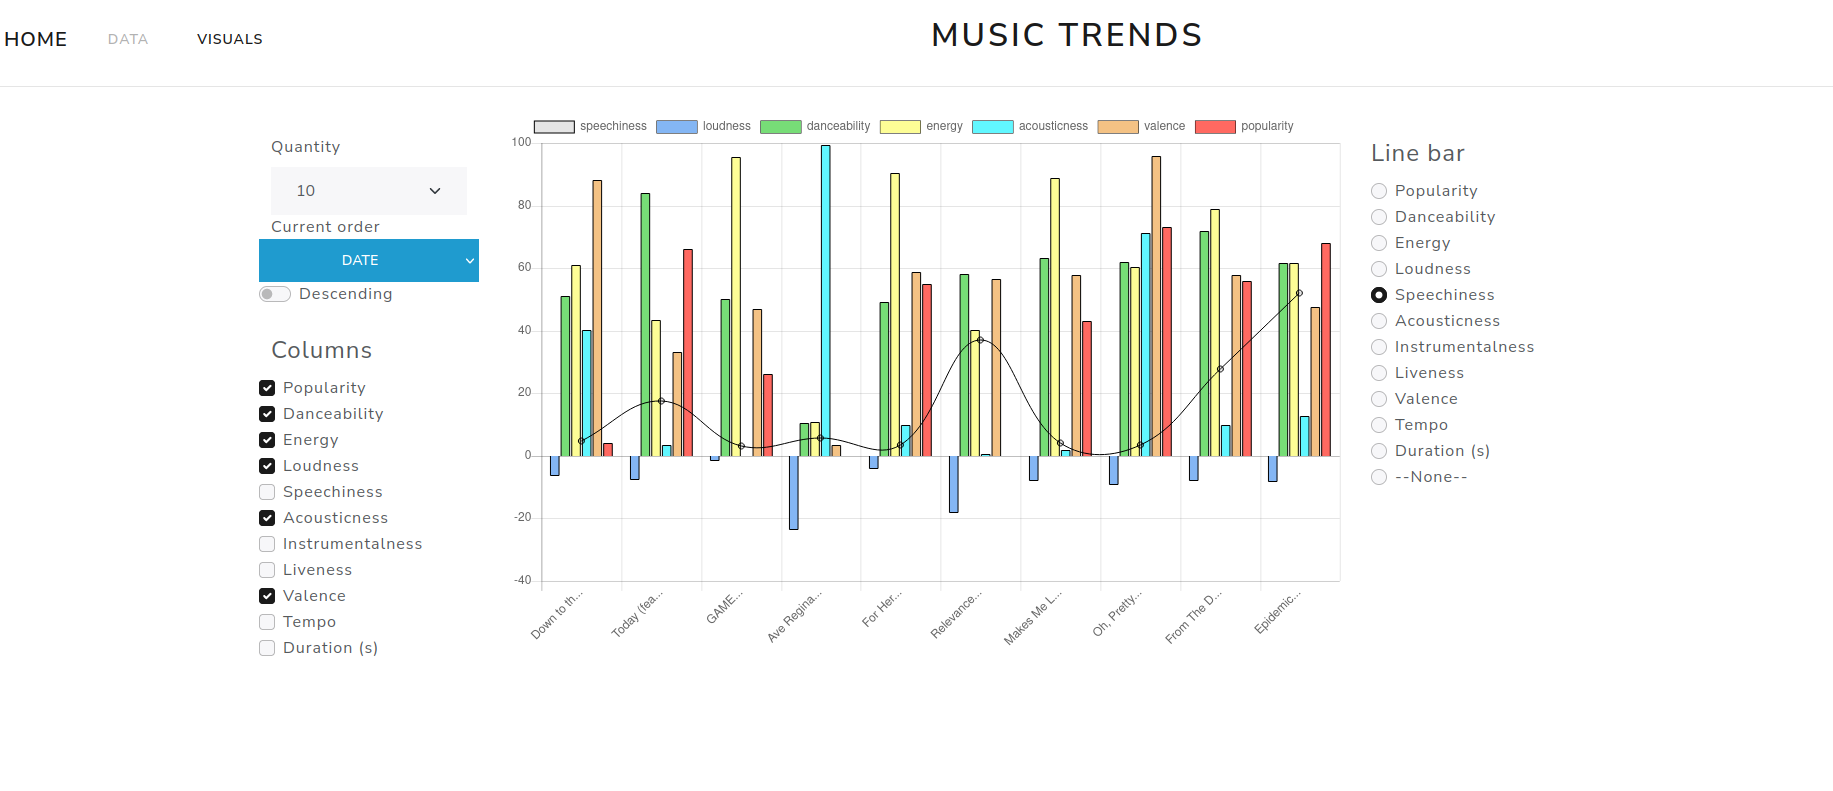 HOME DATA VISUALS MUSIC TRENDS
Quantity
10
Current order
DATE
Descending
Columns
Popularity
Danceability
Energy
Loudness
Speechiness
Acousticness
Instrumentalness
Liveness
Valence
Tempo
Duration (s)
speechiness loudness danceability energy acousticness valence popularity
100
80
60
40
20
0
-20
-40
Down to th...
Today (fea...
GAME...
Ave Regina...
For Her...
Relevance...
Makes Me L...
Oh, Pretty...
From The D...
Epidemic...
Line bar
Popularity
Danceability
Energy
Loudness
Speechiness
Acousticness
Instrumentalness
Liveness
Valence
Tempo
Duration (s)
--None--